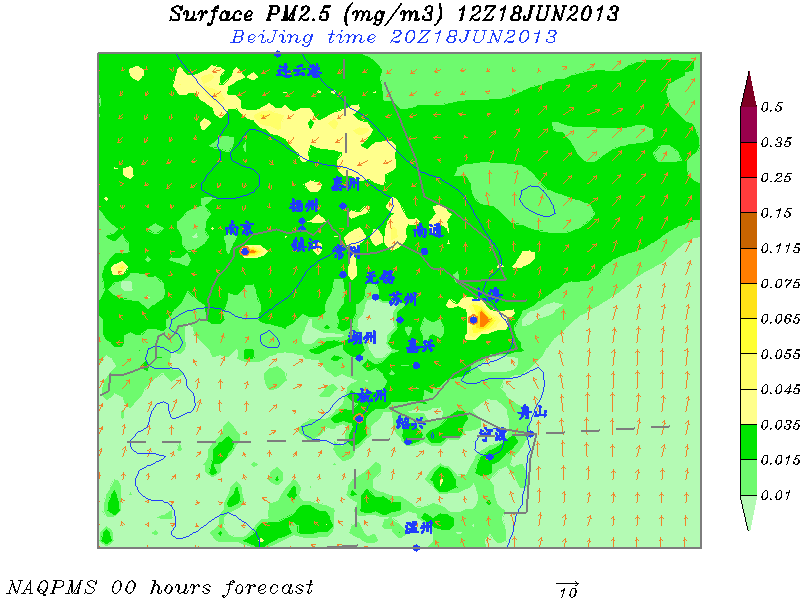 Surface PM2.5 (mg/m3) 12Z18JUN2013
BeiJing time 20Z18JUN2013
连云港
0.5
0.35
0.25
泰州
扬州
0.15
南京
南通
镇江
常州
0.115
无锡
0.075
苏州
上海
0.065
湖州
嘉兴
0.055
杭州
0.045
舟山
绍兴
0.035
宁波
0.015
0.01
温州
NAQPMS 00 hours forecast
10